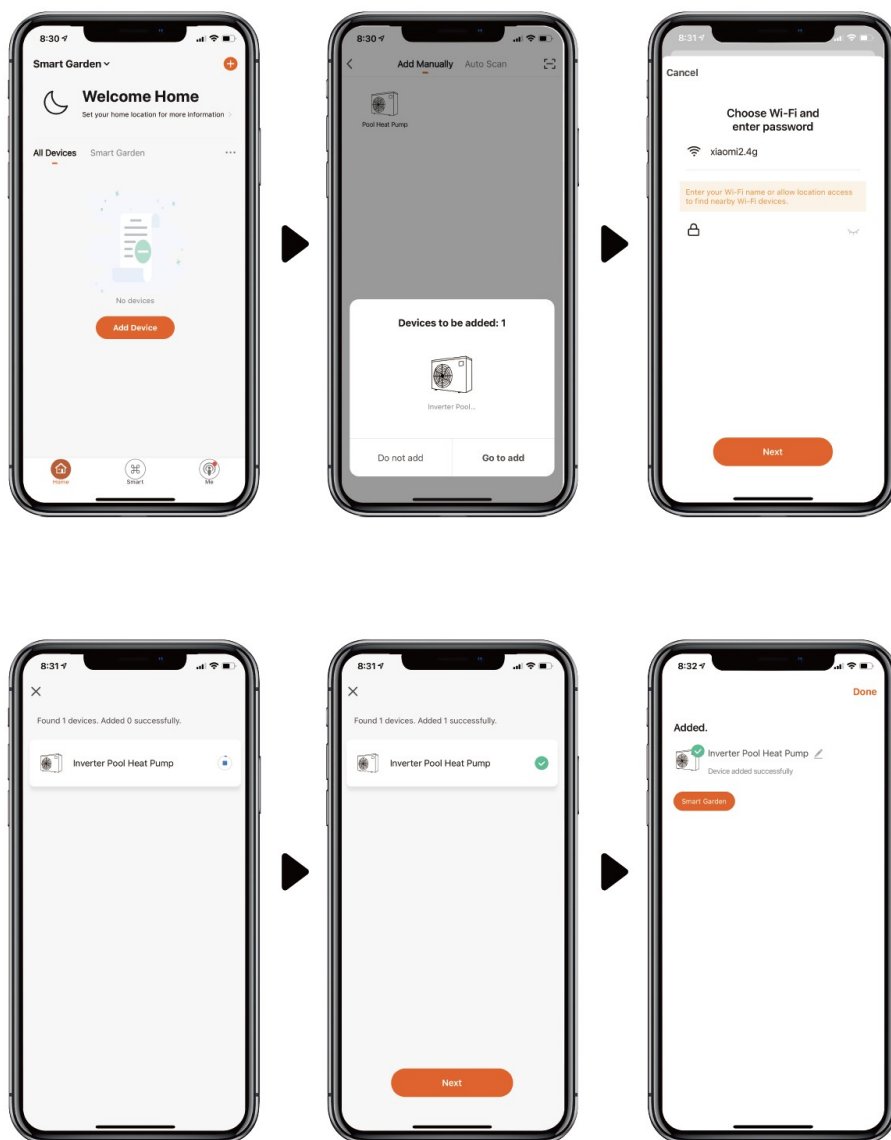 8:30
Smart Garden
Welcome Home
Set your home location for more information
All Devices Smart Garden
No devices
Add Device
Home Smart Me
8:30
Add Manually Auto Scan
Pool Heat Pump
Devices to be added: 1
Inverter Pool...
Do not add Go to add
8:31
Cancel
Choose Wi-Fi and
enter password
xiaomi2.4g
Enter your Wi-Fi name or allow location access
to find nearby Wi-Fi devices.
Next
8:31
Found 1 devices. Added 0 successfully.
Inverter Pool Heat Pump
8:31
Found 1 devices. Added 1 successfully.
Inverter Pool Heat Pump
Next
8:32
Done
Added.
Inverter Pool Heat Pump
Device added successfully
Smart Garden